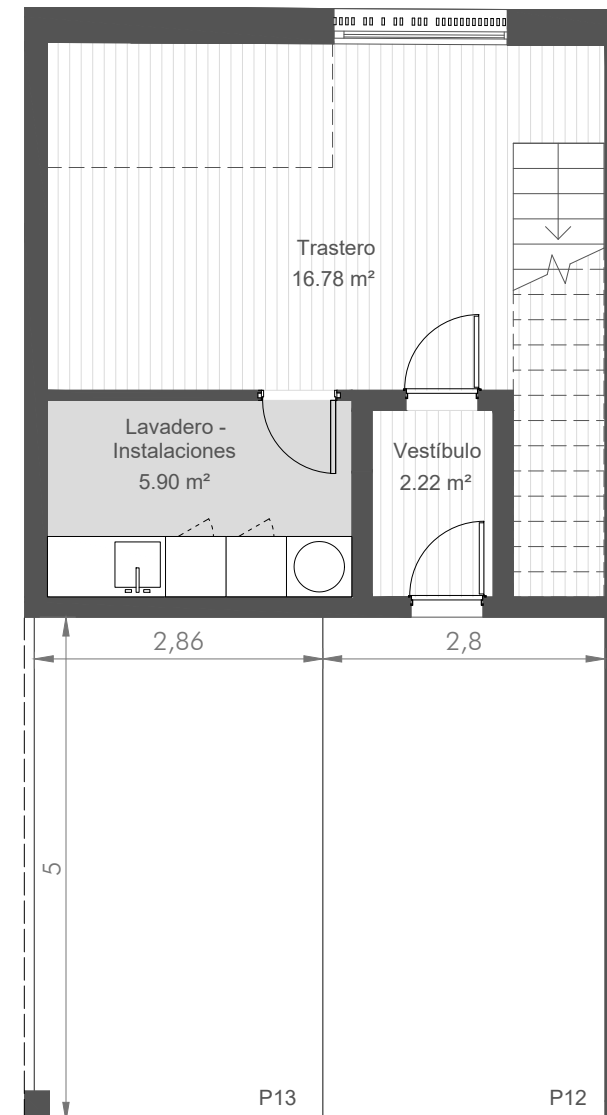 Trastero
16.78 m²
Lavadero -
Instalaciones
5.90 m²
Vestíbulo
2.22 m²
2,86
2,8
5
P13
P12